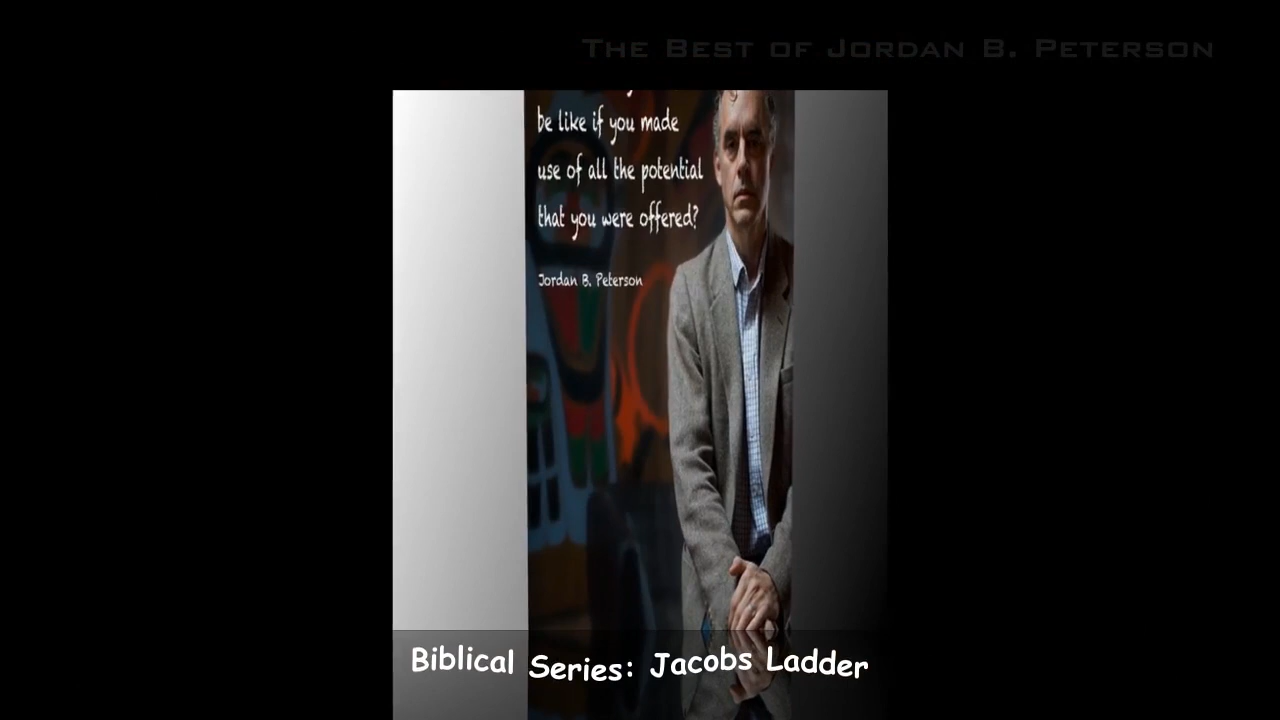 The Best of Jordan B. Peterson
be like if you made
use of all the potential
that you were offered?
Jordan B. Peterson
Biblical Series: Jacobs Ladder